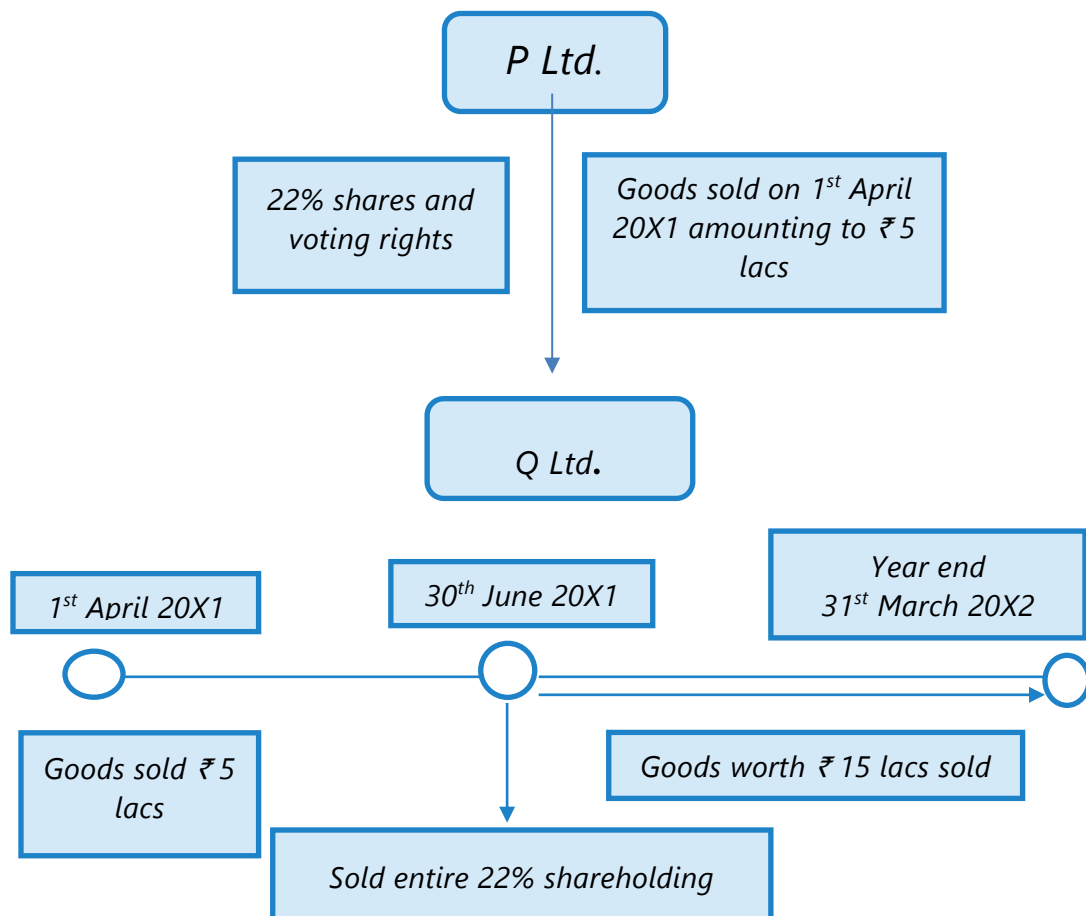 P Ltd.
22% shares and
voting rights
Goods sold on 1st April
20X1 amounting to ₹ 5
lacs
Q Ltd.
1st April 20X1
30th June 20X1
Year end
31st March 20X2
Goods sold ₹ 5
lacs
Goods worth ₹ 15 lacs sold
Sold entire 22% shareholding